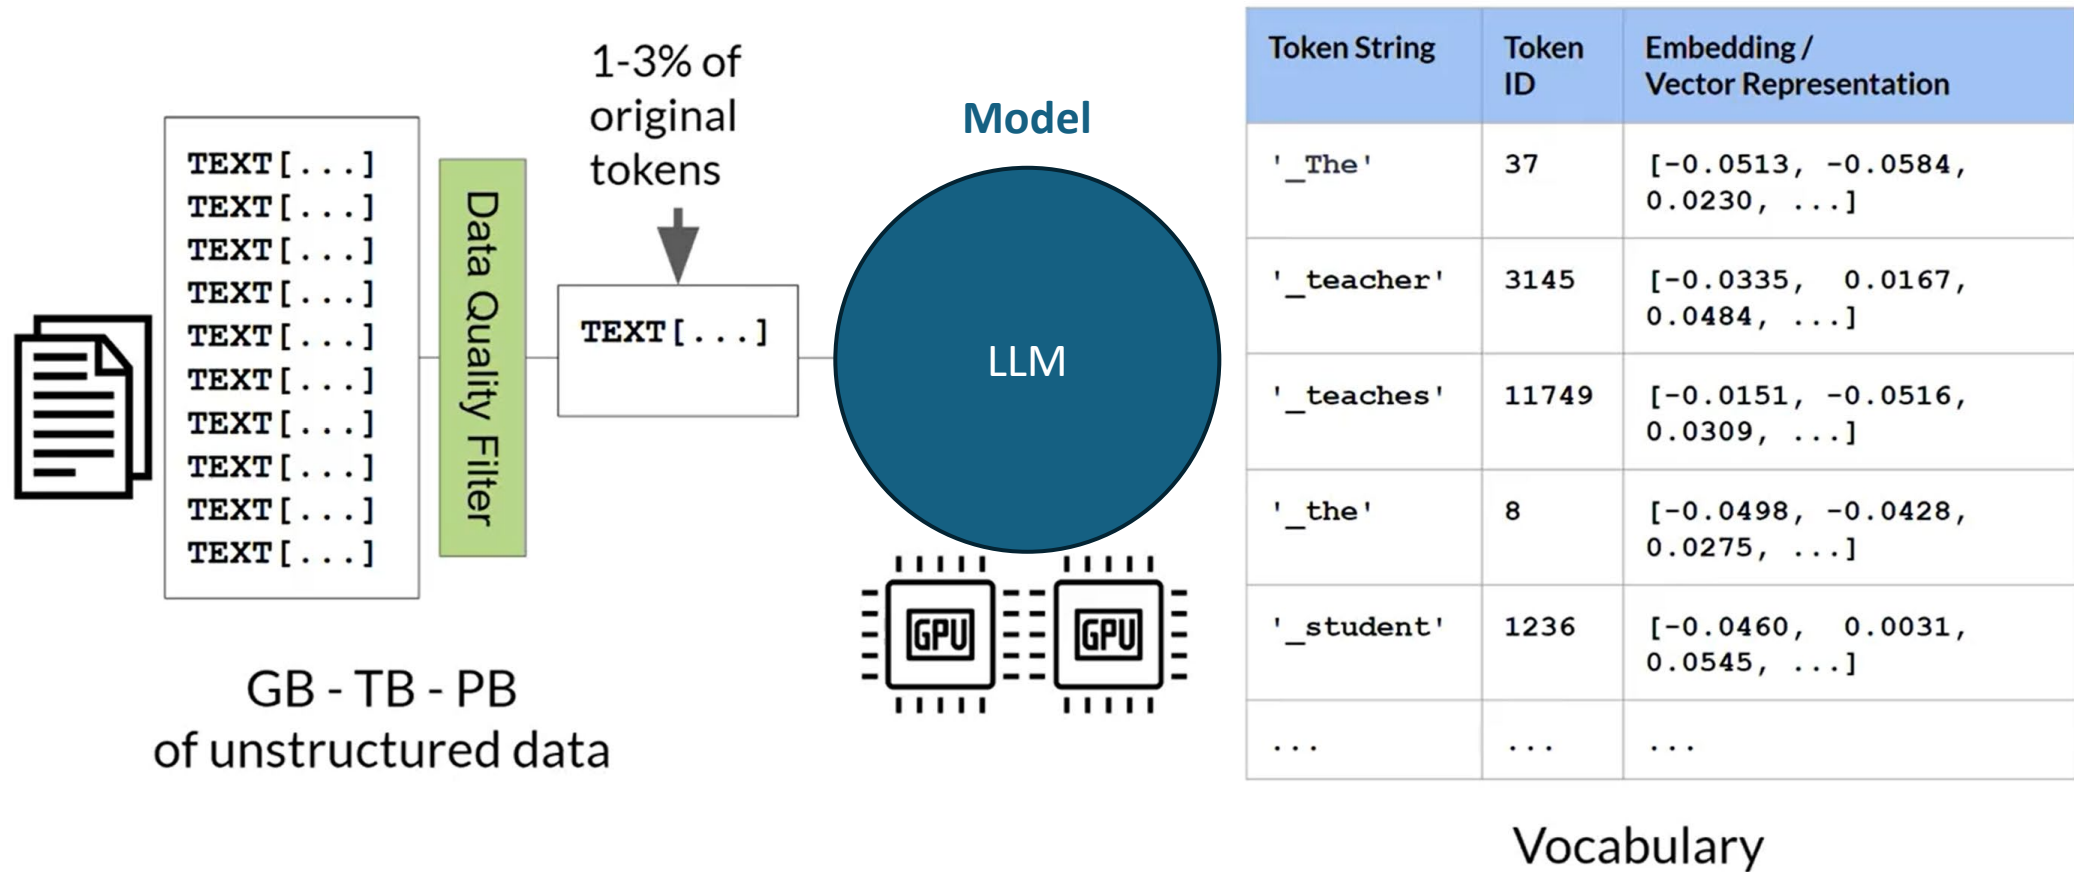 TEXT[...]
TEXT[...]
TEXT[...]
TEXT[...]
TEXT[...]
TEXT[...]
TEXT[...]
TEXT[...]
TEXT[...]
TEXT[...]
GB - TB - PB
of unstructured data
Data Quality Filter
1-3% of
original
tokens
TEXT[...]
Model
LLM
GPU GPU
Token String Token ID Embedding / Vector Representation
'_The' 37 [-0.0513, -0.0584,
0.0230, ...]
'_teacher' 3145 [-0.0335, 0.0167,
0.0484, ...]
'_teaches' 11749 [-0.0151, -0.0516,
0.0309, ...]
'_the' 8 [-0.0498, -0.0428,
0.0275, ...]
'_student' 1236 [-0.0460, 0.0031,
0.0545, ...]
... ... ...
Vocabulary